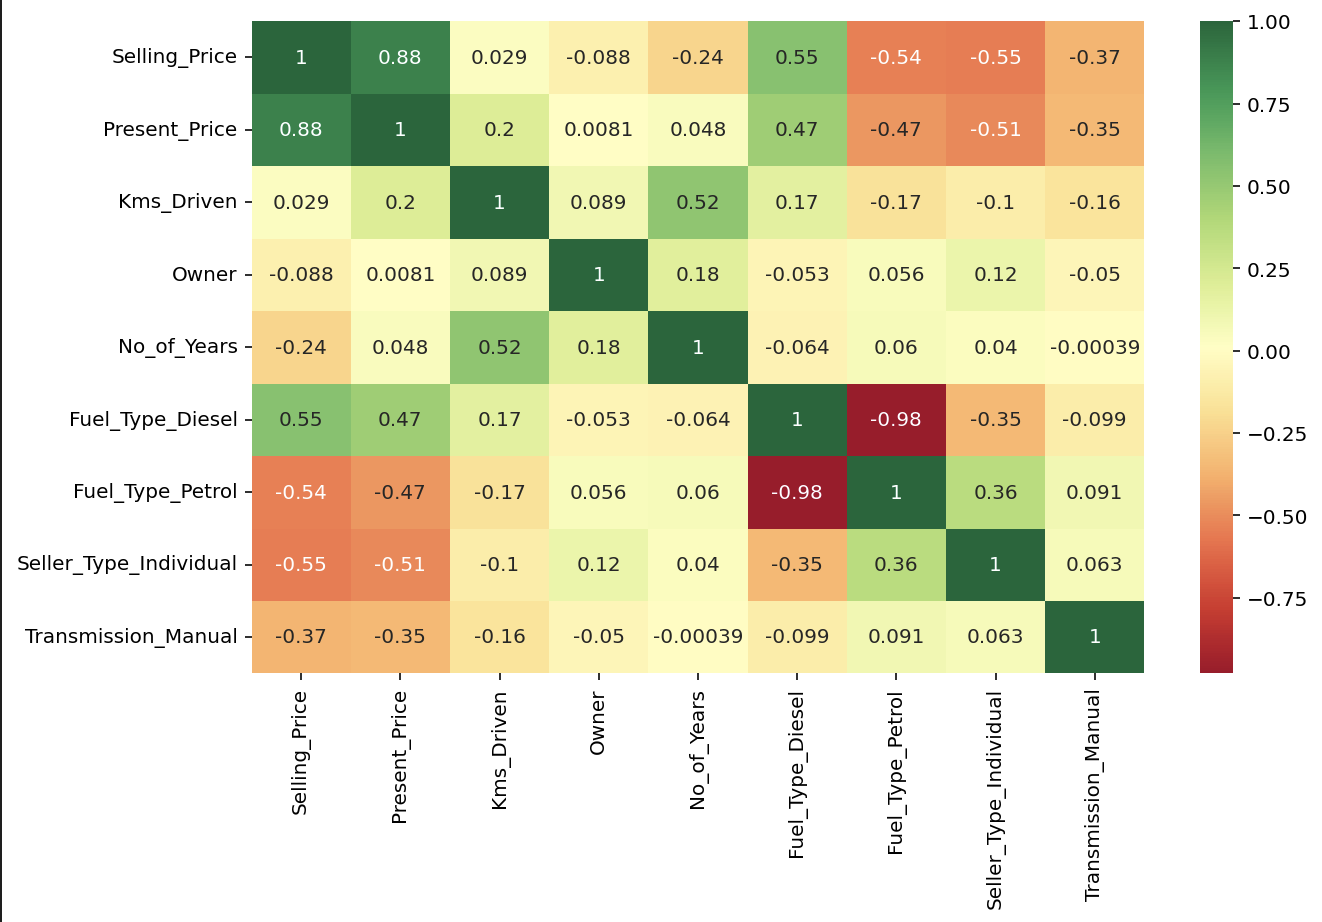 Selling_Price 1 0.88 0.029 -0.088 -0.24 0.55 -0.54 -0.55 -0.37
Present_Price 0.88 1 0.2 0.0081 0.048 0.47 -0.47 -0.51 -0.35
Kms_Driven 0.029 0.2 1 0.089 0.52 0.17 -0.17 -0.1 -0.16
Owner -0.088 0.0081 0.089 1 0.18 -0.053 0.056 0.12 -0.05
No_of_Years -0.24 0.048 0.52 0.18 1 -0.064 0.06 0.04 -0.00039
Fuel_Type_Diesel 0.55 0.47 0.17 -0.053 -0.064 1 -0.98 -0.35 -0.099
Fuel_Type_Petrol -0.54 -0.47 -0.17 0.056 0.06 -0.98 1 0.36 0.091
Seller_Type_Individual -0.55 -0.51 -0.1 0.12 0.04 -0.35 0.36 1 0.063
Transmission_Manual -0.37 -0.35 -0.16 -0.05 -0.00039 -0.099 0.091 0.063 1
Selling_Price
Present_Price
Kms_Driven
Owner
No_of_Years
Fuel_Type_Diesel
Fuel_Type_Petrol
Seller_Type_Individual
Transmission_Manual
1.00
0.75
0.50
0.25
0.00
−0.25
−0.50
−0.75